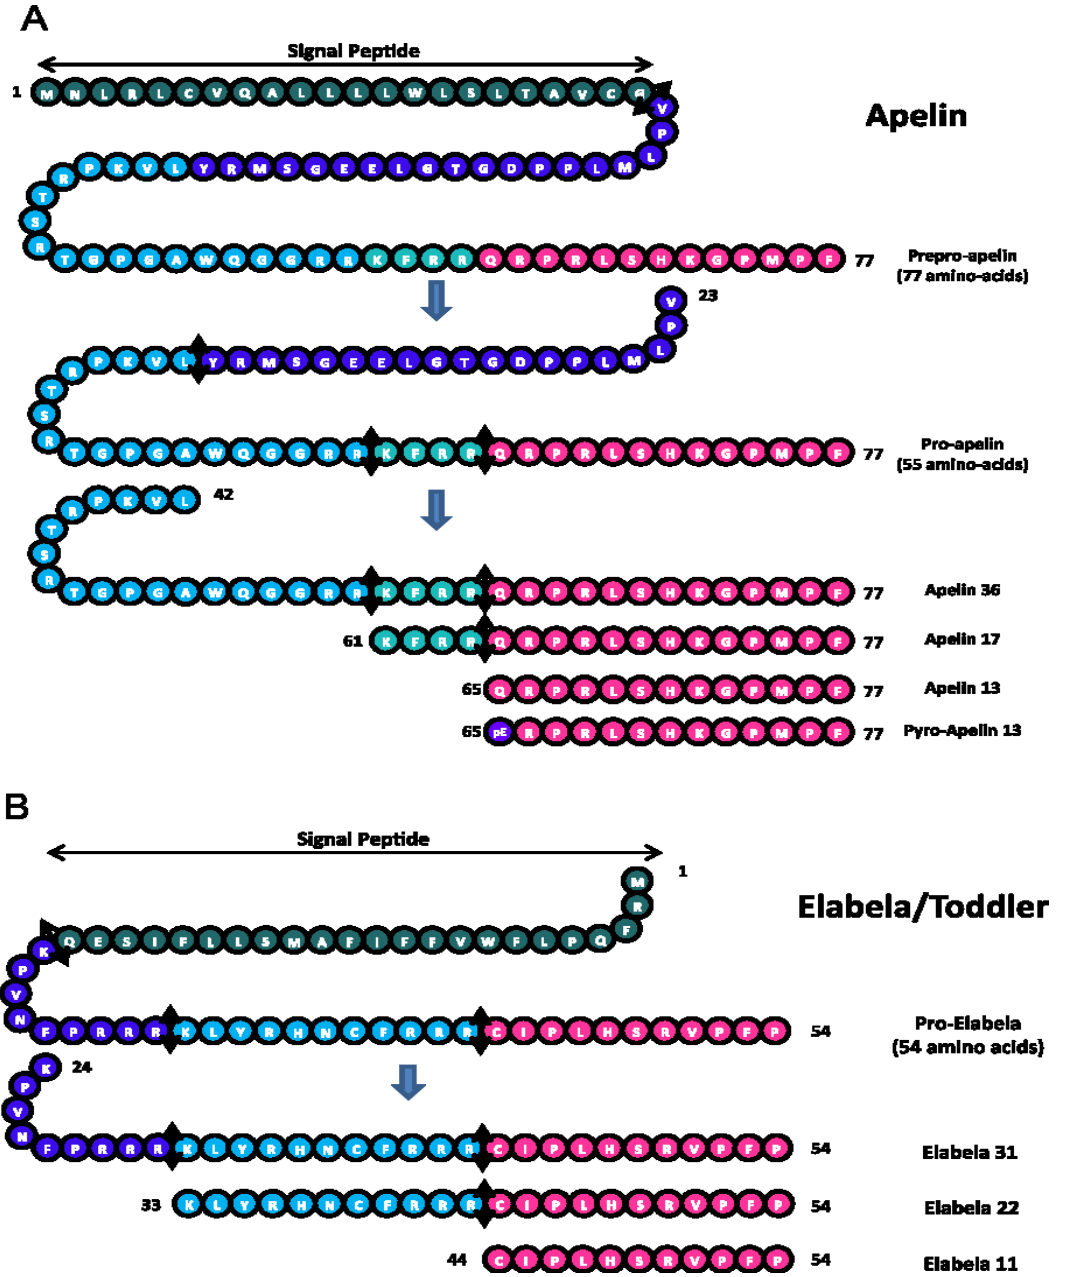 A
Signal Peptide
1 M N L R L C V Q A L L L L W L S L T A V C G
Apelin
V
P
L
P K V L Y R M S G E E L G T G D P P L M
R
T
S
R
T G P G A W Q G G R R K F R R Q R P R L S H K G P M P F 77
Prepro-apelin
(77 amino-acids)
V 23
P
L
P K V L Y R M S G E E L G T G D P P L M
R
T
S
R
T G P G A W Q G G R R K F R R Q R P R L S H K G P M P F 77
Pro-apelin
(55 amino-acids)
P K V L 42
R
T
S
R
T G P G A W Q G G R R K F R R Q R P R L S H K G P M P F 77 Apelin 36
61 K F R R Q R P R L S H K G P M P F 77 Apelin 17
65 Q R P R L S H K G P M P F 77 Apelin 13
65 pE R P R L S H K G P M P F 77 Pyro-Apelin 13
B
Signal Peptide
M 1
R
Elabela/Toddler
Q E S I F L L S M A F I F F V W F L P Q F
K
P
V
N
F P R R R K L Y R H N C F R R R C I P L H S R V P F P 54
Pro-Elabela
(54 amino acids)
K 24
P
V
N
F P R R R K L Y R H N C F R R R C I P L H S R V P F P 54 Elabela 31
33 K L Y R H N C F R R R C I P L H S R V P F P 54 Elabela 22
44 C I P L H S R V P F P 54 Elabela 11